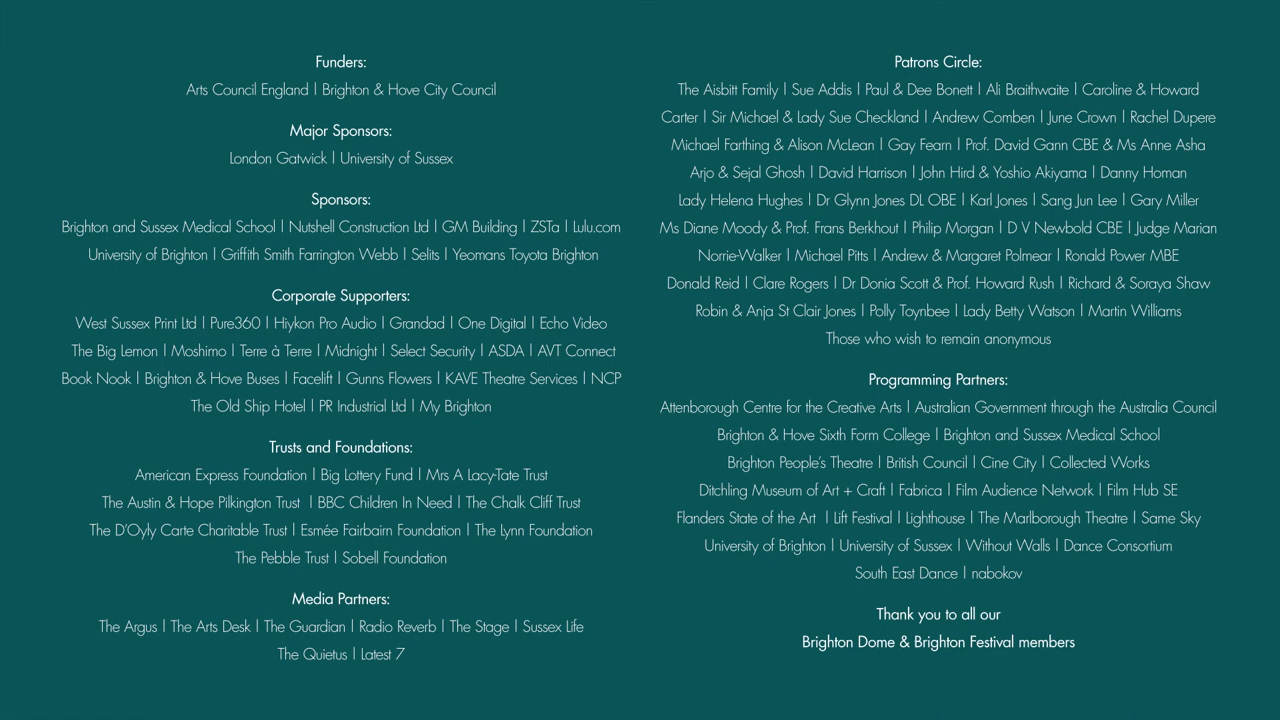 Funders:
Arts Council England | Brighton & Hove City Council
Major Sponsors:
London Gatwick | University of Sussex
Sponsors:
Brighton and Sussex Medical School | Nutshell Construction Ltd | GM Building | ZSTa | Lulu.com
University of Brighton | Griffith Smith Farrington Webb | Selits | Yeomans Toyota Brighton
Corporate Supporters:
West Sussex Print Ltd | Pure360 | Hiykon Pro Audio | Grandad | One Digital | Echo Video
The Big Lemon | Moshimo | Terre à Terre | Midnight | Select Security | ASDA | AVT Connect
Book Nook | Brighton & Hove Buses | Facelift | Gunns Flowers | KAVE Theatre Services | NCP
The Old Ship Hotel | PR Industrial Ltd | My Brighton
Trusts and Foundations:
American Express Foundation | Big Lottery Fund | Mrs A Lacy-Tate Trust
The Austin & Hope Pilkington Trust | BBC Children In Need | The Chalk Cliff Trust
The D'Oyly Carte Charitable Trust | Esmée Fairbairn Foundation | The Lynn Foundation
The Pebble Trust | Sobell Foundation
Media Partners:
The Argus | The Arts Desk | The Guardian | Radio Reverb | The Stage | Sussex Life
The Quietus | Latest 7
Patrons Circle:
The Aisbitt Family | Sue Addis | Paul & Dee Bonett | Ali Braithwaite | Caroline & Howard
Carter | Sir Michael & Lady Sue Checkland | Andrew Comben | June Crown | Rachel Dupere
Michael Farthing & Alison McLean | Gay Fearn | Prof. David Gann CBE & Ms Anne Asha
Arjo & Sejal Ghosh | David Harrison | John Hird & Yoshio Akiyama | Danny Homan
Lady Helena Hughes | Dr Glynn Jones DL OBE | Karl Jones | Sang Jun Lee | Gary Miller
Ms Diane Moody & Prof. Frans Berkhout | Philip Morgan | D V Newbold CBE | Judge Marian
Norrie-Walker | Michael Pitts | Andrew & Margaret Polmear | Ronald Power MBE
Donald Reid | Clare Rogers | Dr Donia Scott & Prof. Howard Rush | Richard & Soraya Shaw
Robin & Anja St Clair Jones | Polly Toynbee | Lady Betty Watson | Martin Williams
Those who wish to remain anonymous
Programming Partners:
Attenborough Centre for the Creative Arts | Australian Government through the Australia Council
Brighton & Hove Sixth Form College | Brighton and Sussex Medical School
Brighton People's Theatre | British Council | Cine City | Collected Works
Ditchling Museum of Art + Craft | Fabrica | Film Audience Network | Film Hub SE
Flanders State of the Art | Lift Festival | Lighthouse | The Marlborough Theatre | Same Sky
University of Brighton | University of Sussex | Without Walls | Dance Consortium
South East Dance | nabokov
Thank you to all our
Brighton Dome & Brighton Festival members